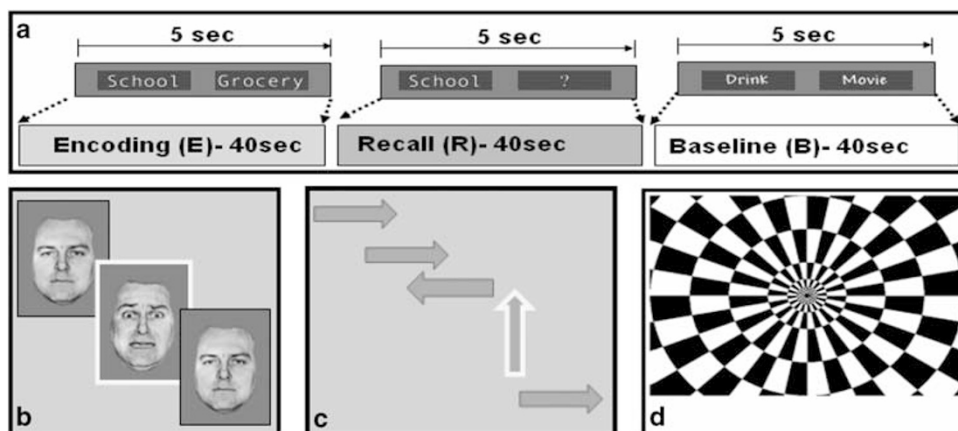 a
5 sec 5 sec 5 sec
School Grocery School ? Drink Movie
Encoding (E)- 40sec Recall (R)- 40sec Baseline (B)- 40sec
b c d